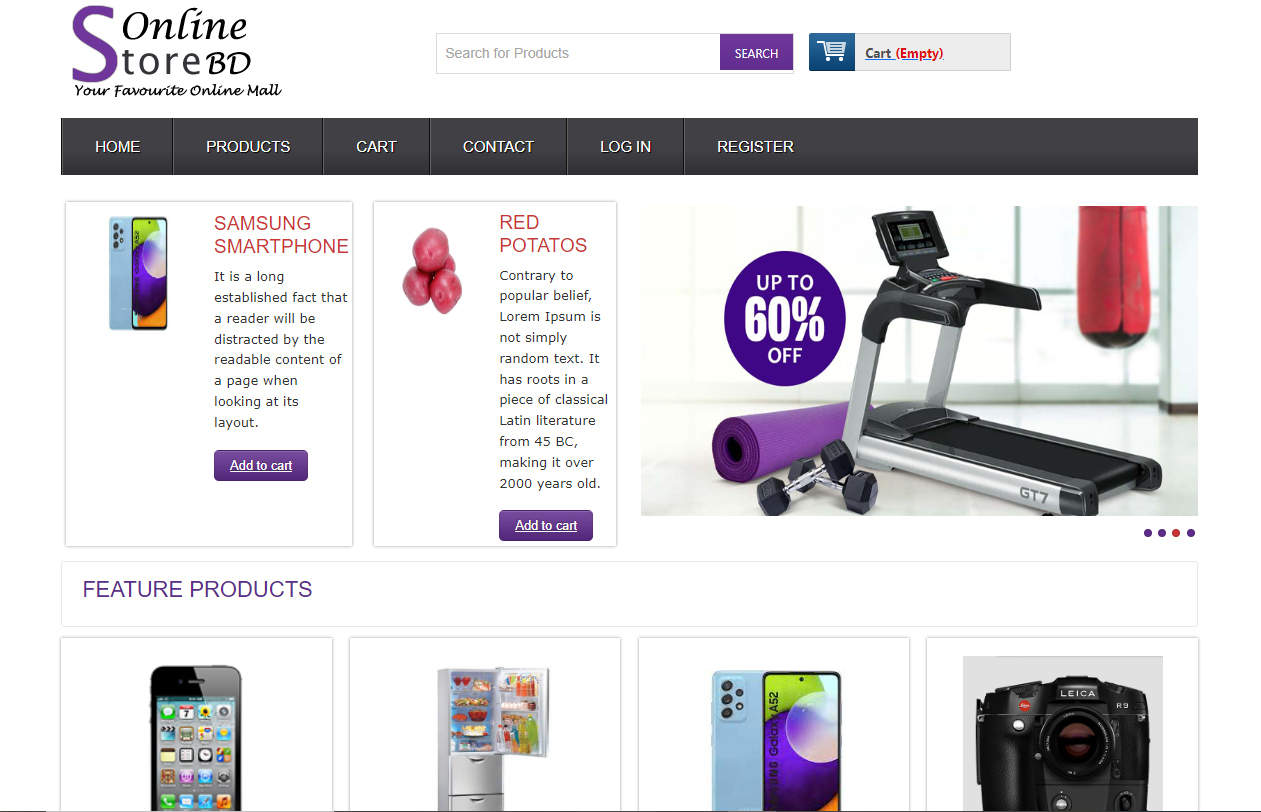 Online
Store BD
Your Favourite Online Mall
Search for Products
SEARCH
Cart (Empty)
HOME
PRODUCTS
CART
CONTACT
LOG IN
REGISTER
SAMSUNG
SMARTPHONE
It is a long
established fact that
a reader will be
distracted by the
readable content of
a page when
looking at its
layout.
Add to cart
RED
POTATOS
Contrary to
popular belief,
Lorem Ipsum is
not simply
random text. It
has roots in a
piece of classical
Latin literature
from 45 BC,
making it over
2000 years old.
Add to cart
UP TO
60%
OFF
GT7
FEATURE PRODUCTS
SAMSUNG Galaxy A52
LEICA
R9